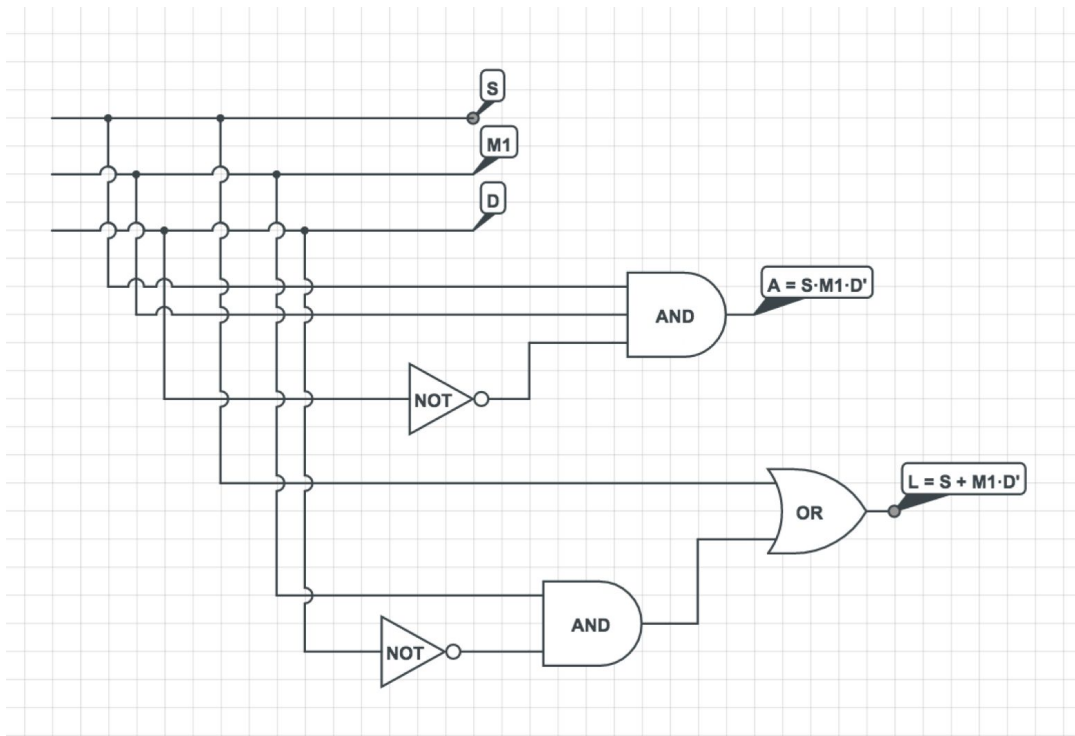 S
M1
D
A = S·M1·D'
AND
NOT
L = S + M1·D'
OR
AND
NOT